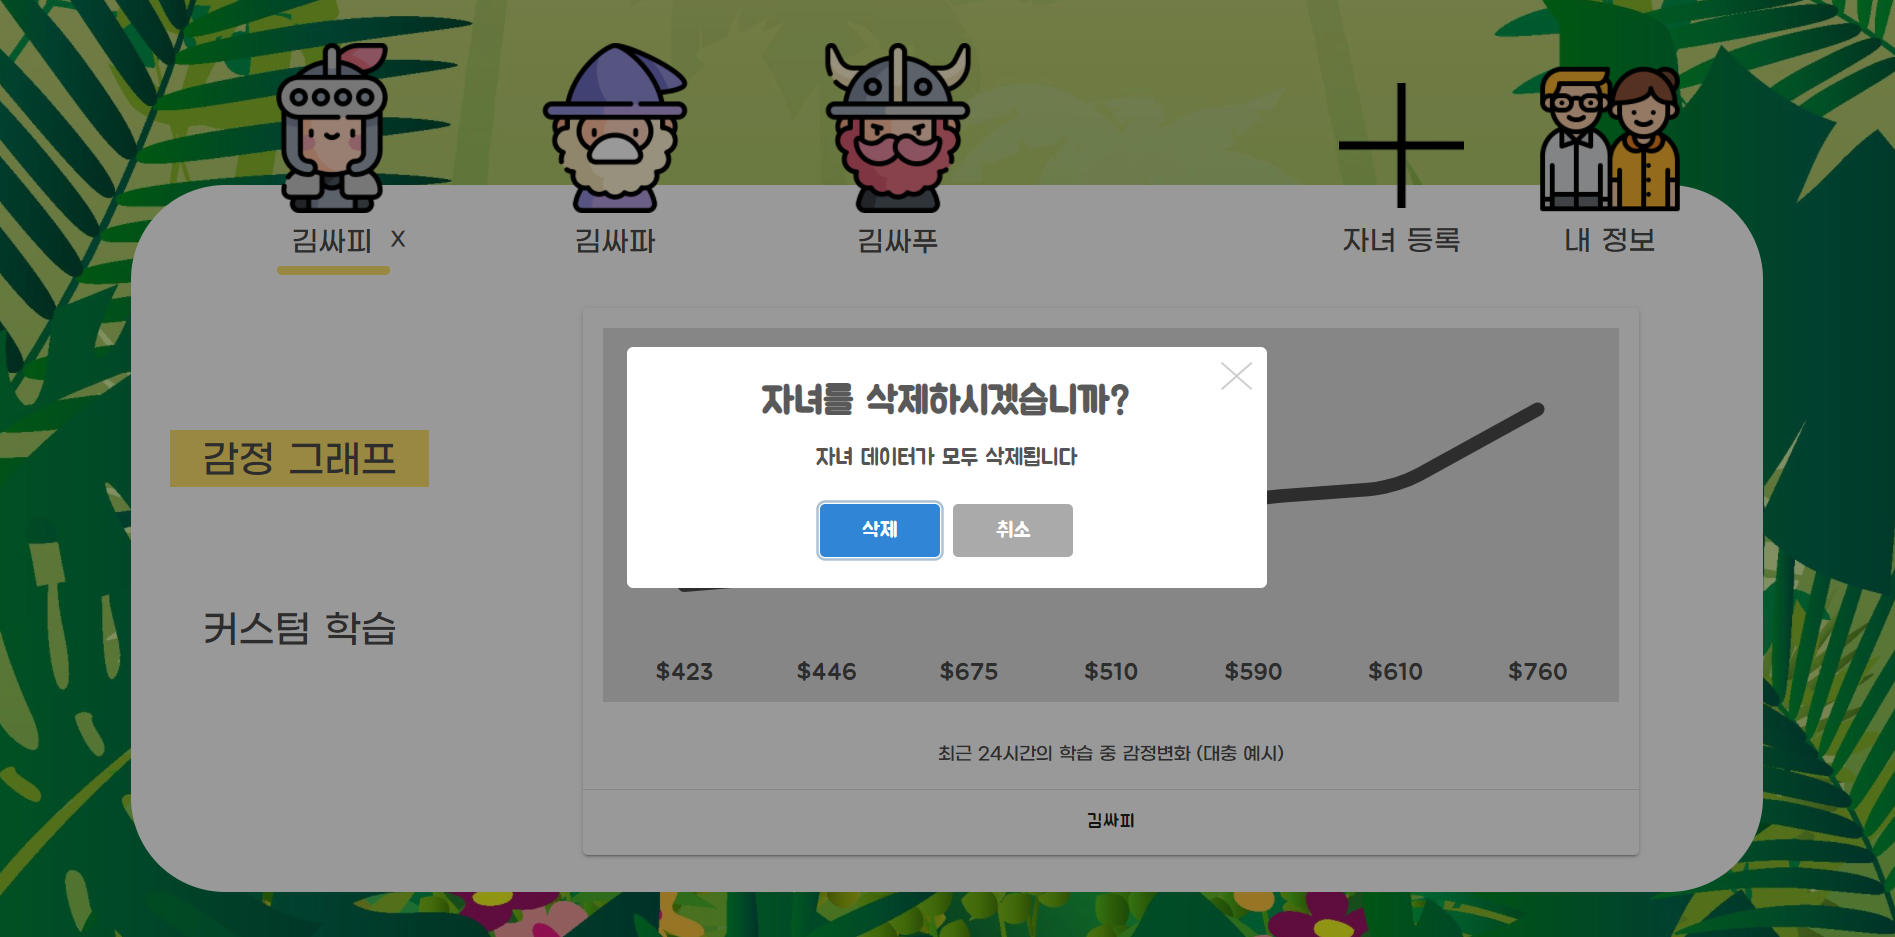 김싸피 X
김싸파
김싸푸
자녀 등록
내 정보
감정 그래프
커스텀 학습
자녀를 삭제하시겠습니까?
자녀 데이터가 모두 삭제됩니다
삭제
취소
$423 $446 $675 $510 $590 $610 $760
최근 24시간의 학습 중 감정변화 (대충 예시)
김싸피